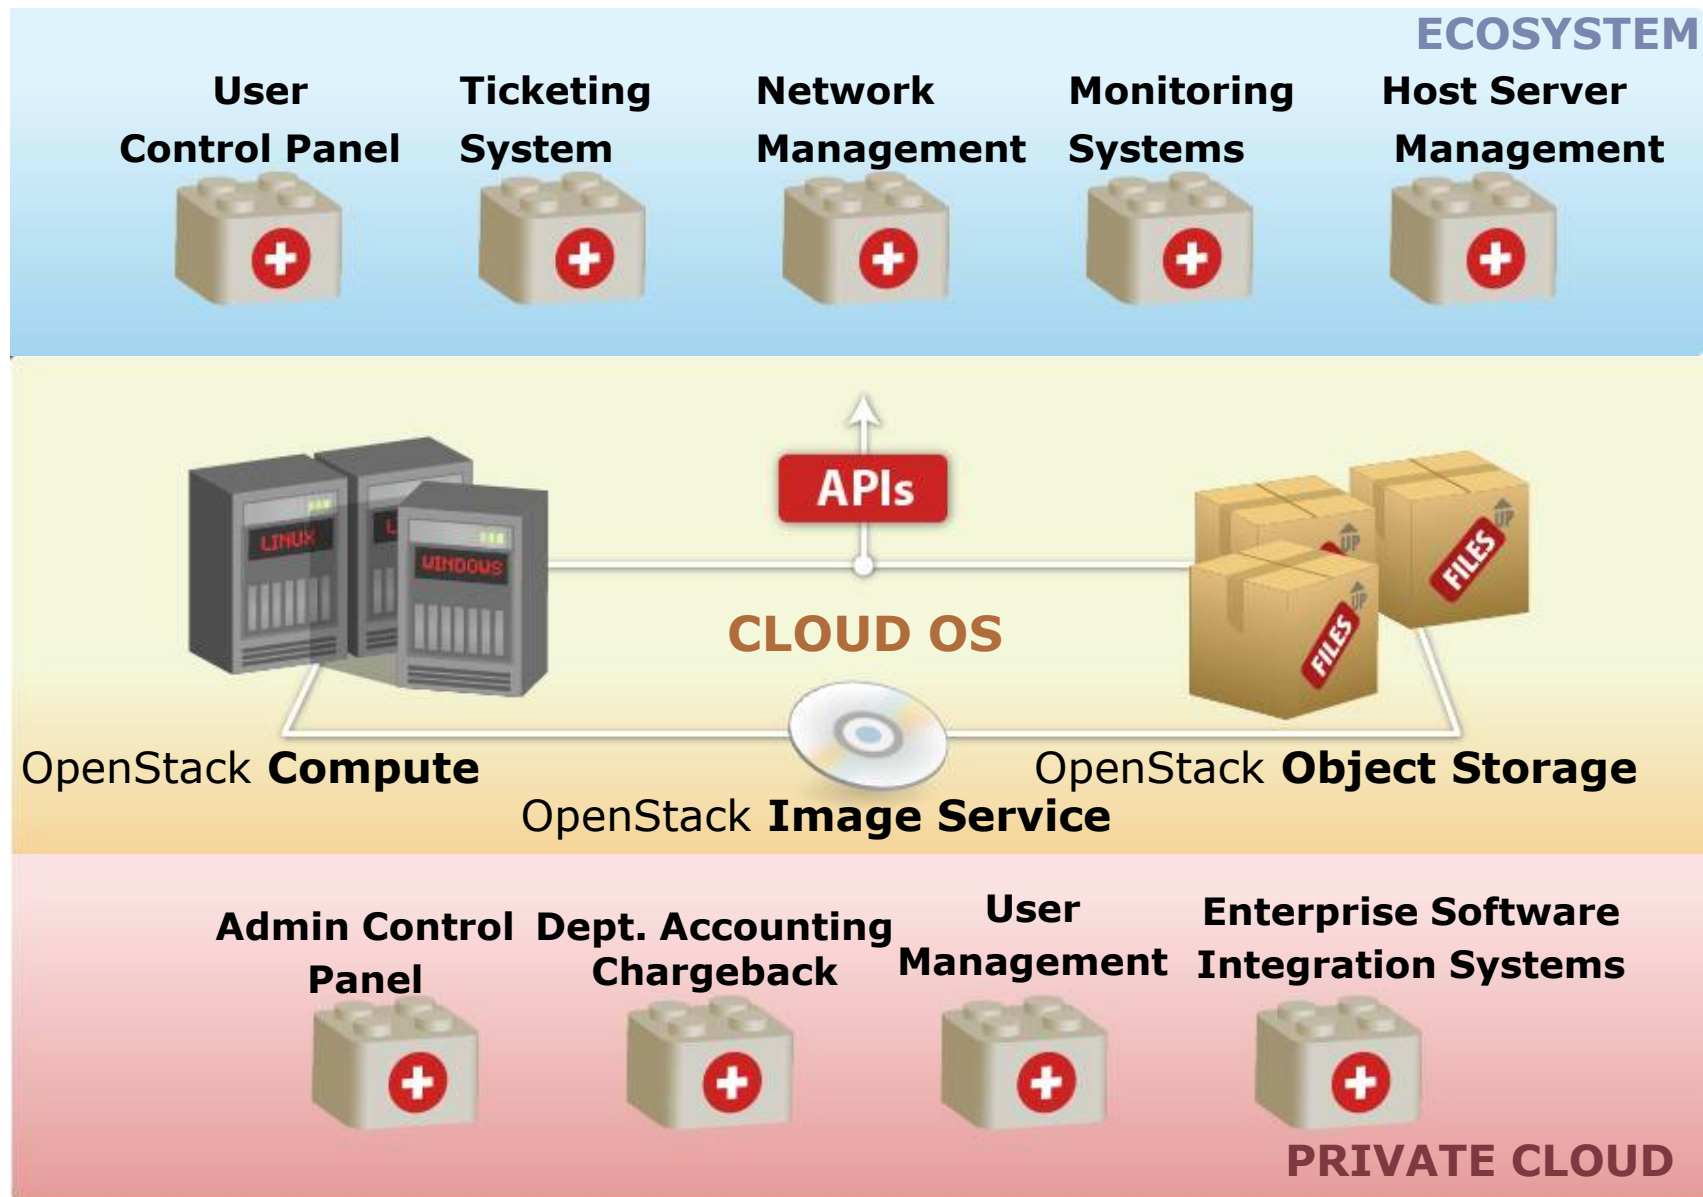 ECOSYSTEM
User
Control Panel
Ticketing
System
Network
Management
Monitoring
Systems
Host Server
Management
APIs
LINUX
L
WINDOWS
UP
UP
FILES
UP
FILES
CLOUD OS
OpenStack Compute
OpenStack Object Storage
OpenStack Image Service
Admin Control
Panel
Dept. Accounting
Chargeback
User
Management
Enterprise Software
Integration Systems
PRIVATE CLOUD